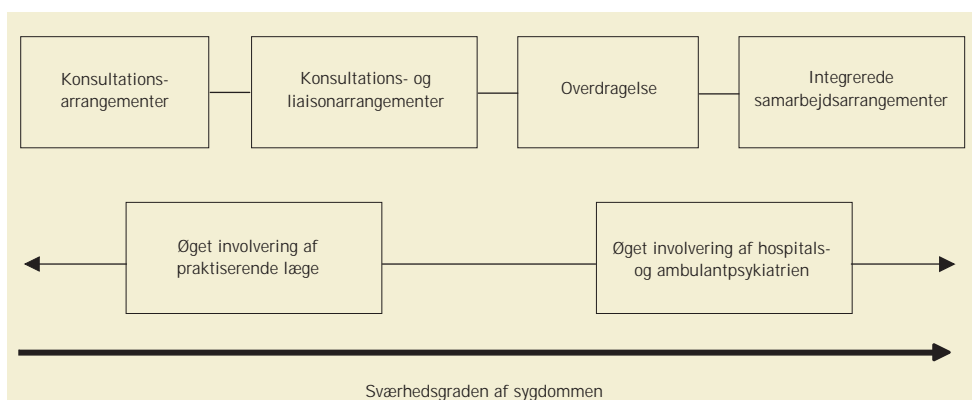 Konsultations-
arrangementer
Konsultations- og
liaisonarrangementer
Overdragelse
Integrerede
samarbejdsarrangementer
Øget involvering af
praktiserende læge
Øget involvering af hospitals-
og ambulantpsykiatrien
Sværhedsgraden af sygdommen